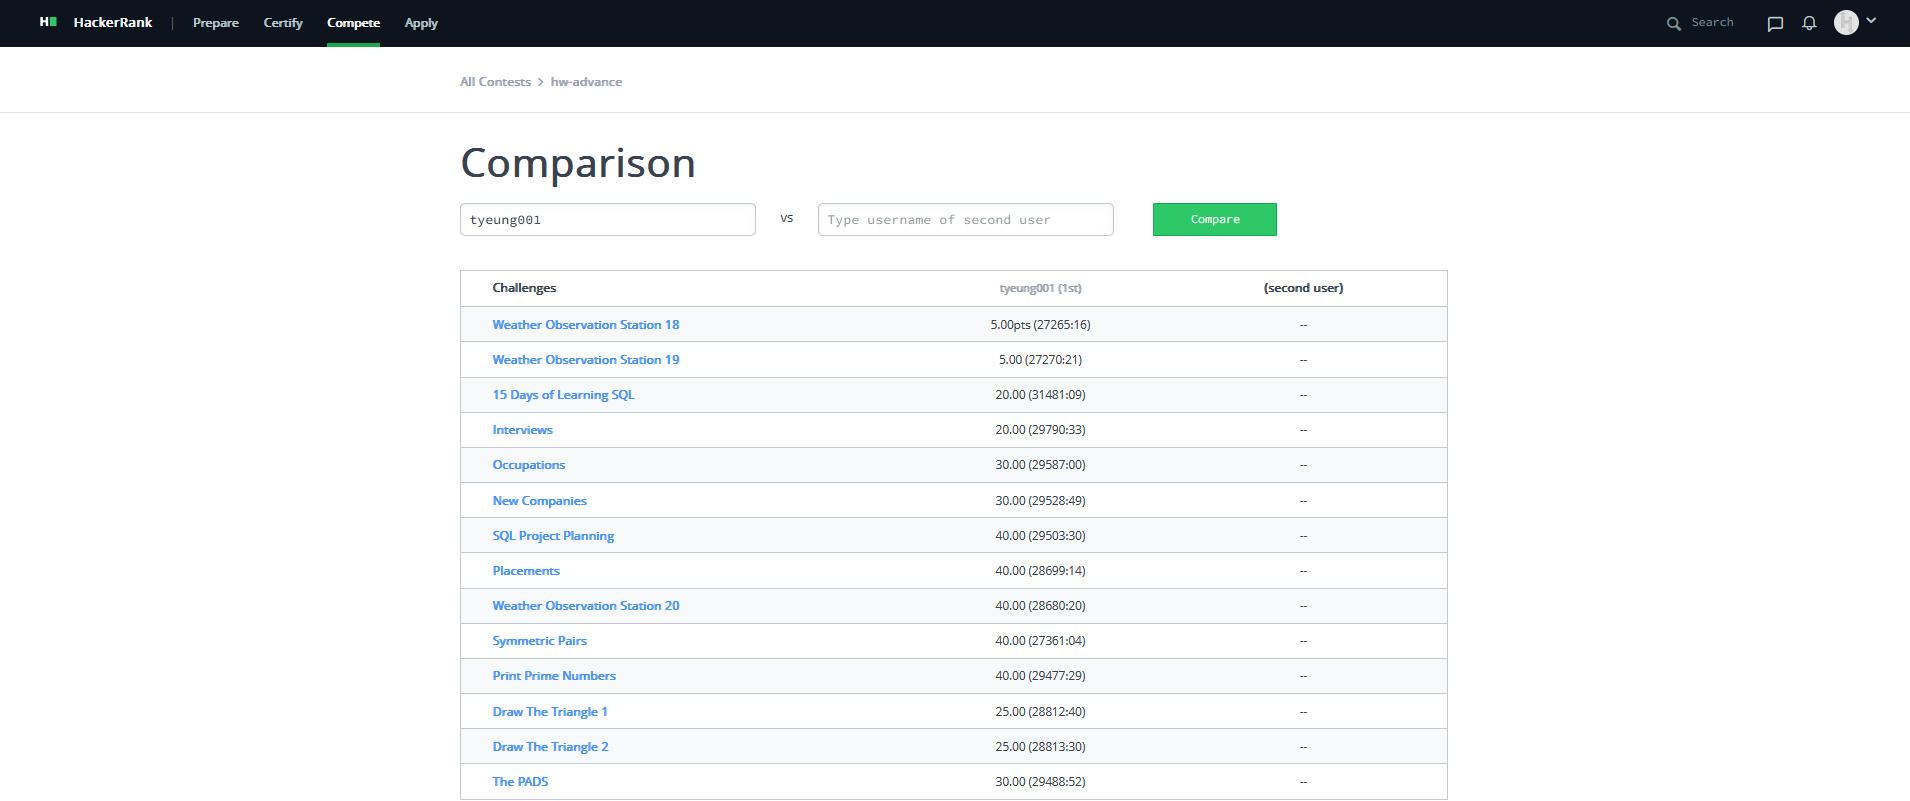 HackerRank | Prepare Certify Compete Apply Search
All Contests > hw-advance
Comparison
tyeung001 vs Type username of second user Compare
Challenges tyeung001 (1st) (second user)
Weather Observation Station 18 5.00pts (27265:16) --
Weather Observation Station 19 5.00 (27270:21) --
15 Days of Learning SQL 20.00 (31481:09) --
Interviews 20.00 (29790:33) --
Occupations 30.00 (29587:00) --
New Companies 30.00 (29528:49) --
SQL Project Planning 40.00 (29503:30) --
Placements 40.00 (28699:14) --
Weather Observation Station 20 40.00 (28680:20) --
Symmetric Pairs 40.00 (27361:04) --
Print Prime Numbers 40.00 (29477:29) --
Draw The Triangle 1 25.00 (28812:40) --
Draw The Triangle 2 25.00 (28813:30) --
The PADS 30.00 (29488:52) --